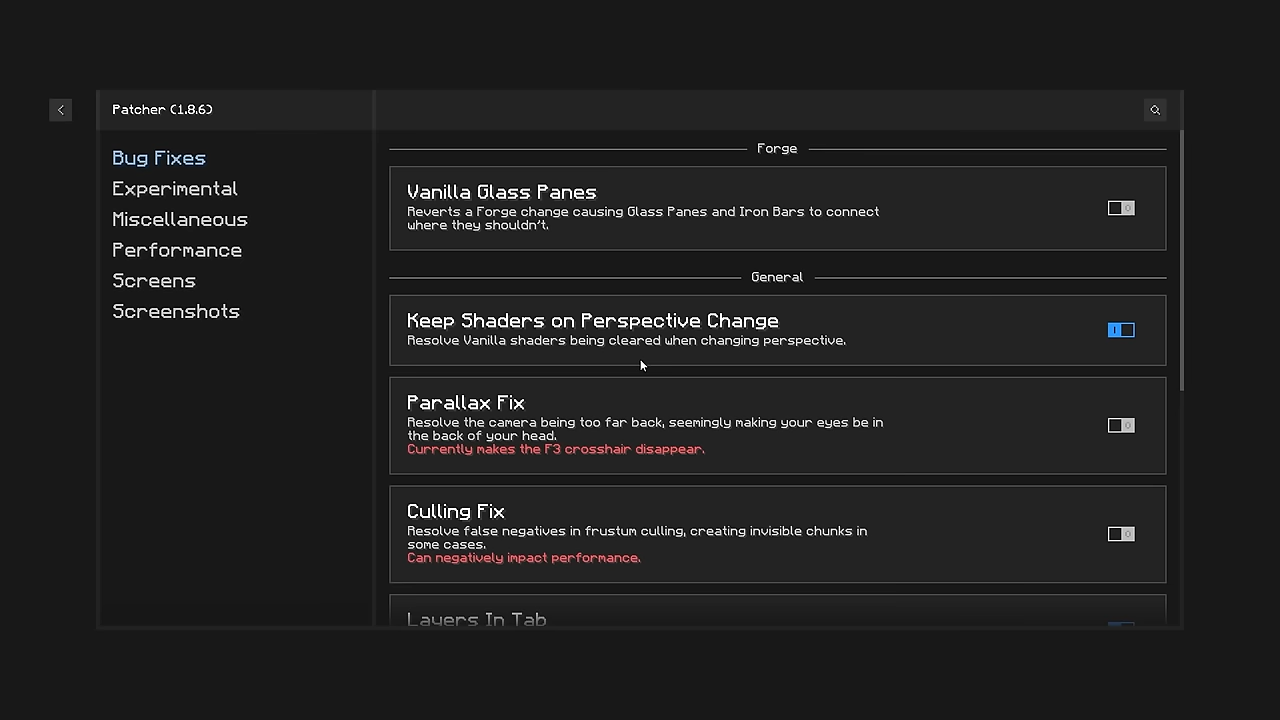 Patcher (1.8.6)
Bug Fixes
Experimental
Miscellaneous
Performance
Screens
Screenshots
Forge
Vanilla Glass Panes
Reverts a Forge change causing Glass Panes and Iron Bars to connect
where they shouldn't.
General
Keep Shaders on Perspective Change
Resolve Vanilla shaders being cleared when changing perspective.
Parallax Fix
Resolve the camera being too far back, seemingly making your eyes be in
the back of your head.
Currently makes the F3 crosshair disappear.
Culling Fix
Resolve false negatives in frustum culling, creating invisible chunks in
some cases.
Can negatively impact performance.
Layers In Tab